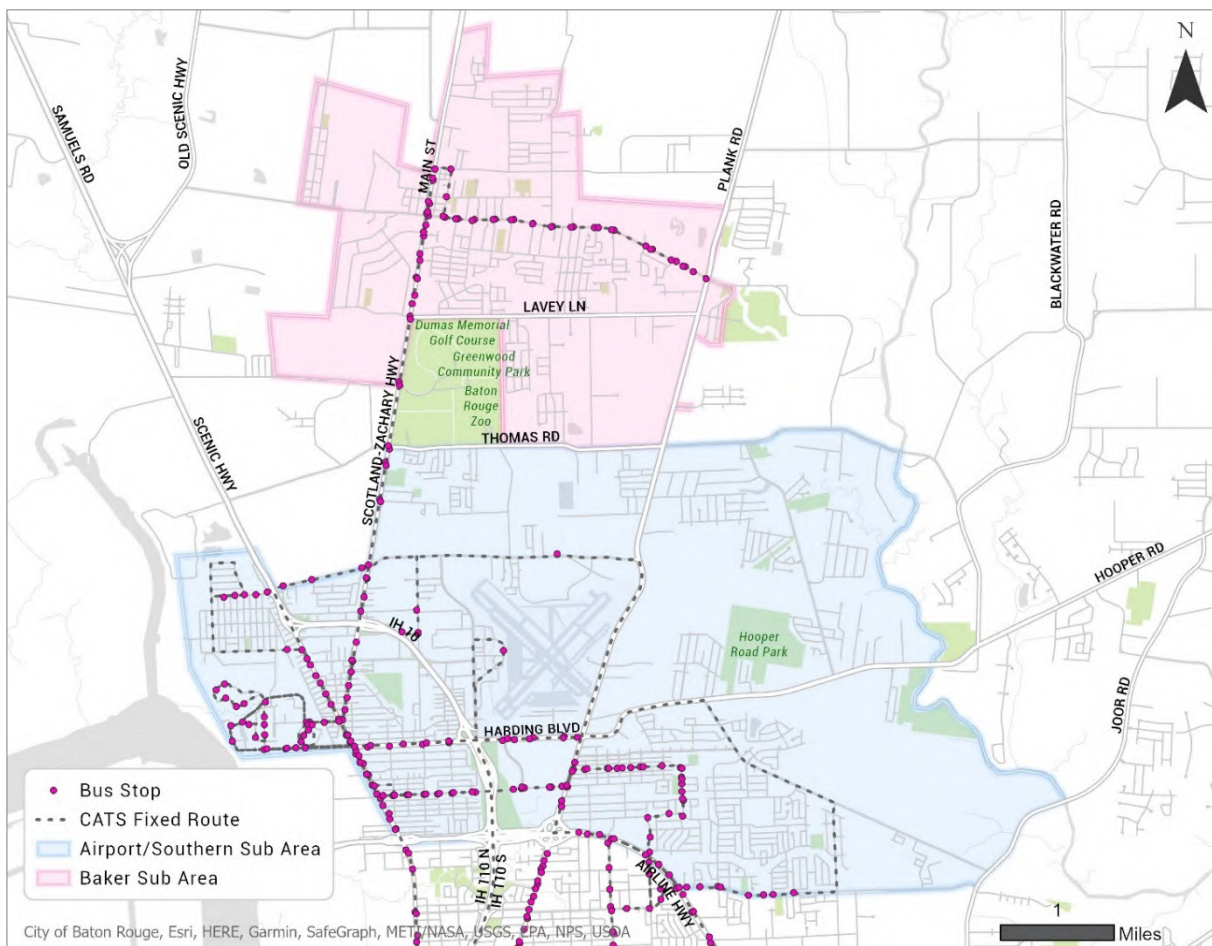 N
SAMUELS RD
OLD SCENIC HWY
MAIN ST
PLANK RD
BLACKWATER RD
LAVEY LN
Dumas Memorial
Golf Course
Greenwood
Community Park
Baton
Rouge
Zoo
THOMAS RD
SCOTLAND-ZACHARY HWY
SCENIC HWY
HOOPER RD
IH 10
Hooper
Road Park
JOOR RD
HARDING BLVD
Bus Stop
CATS Fixed Route
Airport/Southern Sub Area
Baker Sub Area
IH 110 N
IH 110 S
AIRLINE HWY
1
Miles
City of Baton Rouge, Esri, HERE, Garmin, SafeGraph, METI/NASA, USGS, EPA, NPS, USDA